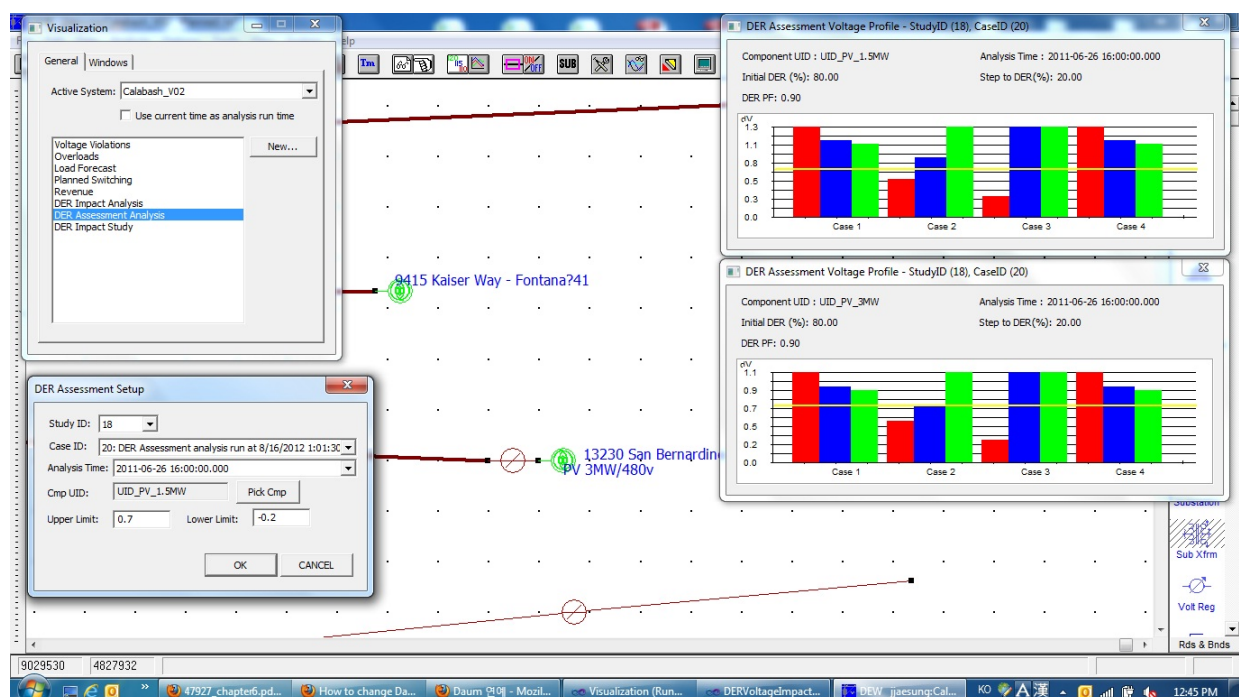 Visualization
General
Windows
Active System:
Calabash_V02
Use current time as analysis run time
Voltage Violations
Overloads
Load Forecast
Planned Switching
Revenue
DER Impact Analysis
DER Assessment Analysis
DER Impact Study
New...
elp
Tm
ON/OFF
SUB
9415 Kaiser Way - Fontana?41
13230 San Bernardino
PV 3MW/480v
DER Assessment Setup
Study ID:
18
Case ID:
20: DER Assessment analysis run at 8/16/2012 1:01:30
Analysis Time:
2011-06-26 16:00:00.000
Cmp UID:
UID_PV_1.5MW
Pick Cmp
Upper Limit:
0.7
Lower Limit:
-0.2
OK
CANCEL
DER Assessment Voltage Profile - StudyID (18), CaseID (20)
Component UID : UID_PV_1.5MW
Analysis Time : 2011-06-26 16:00:00.000
Initial DER (%): 80.00
Step to DER(%): 20.00
DER PF: 0.90
dV
1.3
1.1
0.8
0.5
0.3
0.0
Case 1
Case 2
Case 3
Case 4
DER Assessment Voltage Profile - StudyID (18), CaseID (20)
Component UID : UID_PV_3MW
Analysis Time : 2011-06-26 16:00:00.000
Initial DER (%): 80.00
Step to DER(%): 20.00
DER PF: 0.90
dV
1.1
0.9
0.7
0.5
0.2
0.0
Case 1
Case 2
Case 3
Case 4
Substation
Sub Xfrm
Volt Reg
Rds & Bnds
9029530
4827932
47927_chapter6.pd...
How to change Da...
Daum 연예 - Mozil...
Visualization (Run...
DERVoltageImpact...
DEW_jjaesung:Cal...
KO
A
漢
12:45 PM